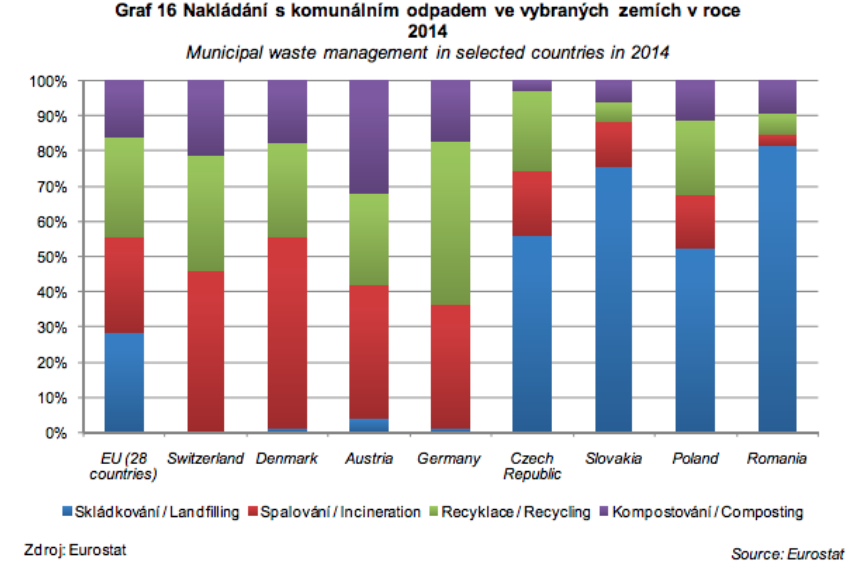 Graf 16 Nakládání s komunálním odpadem ve vybraných zemích v roce
2014
Municipal waste management in selected countries in 2014
100%
90%
80%
70%
60%
50%
40%
30%
20%
10%
0%
EU (28 countries) Switzerland Denmark Austria Germany Czech Republic Slovakia Poland Romania
Skládkování / Landfilling Spalování / Incineration Recyklace / Recycling Kompostování / Composting
Zdroj: Eurostat
Source: Eurostat